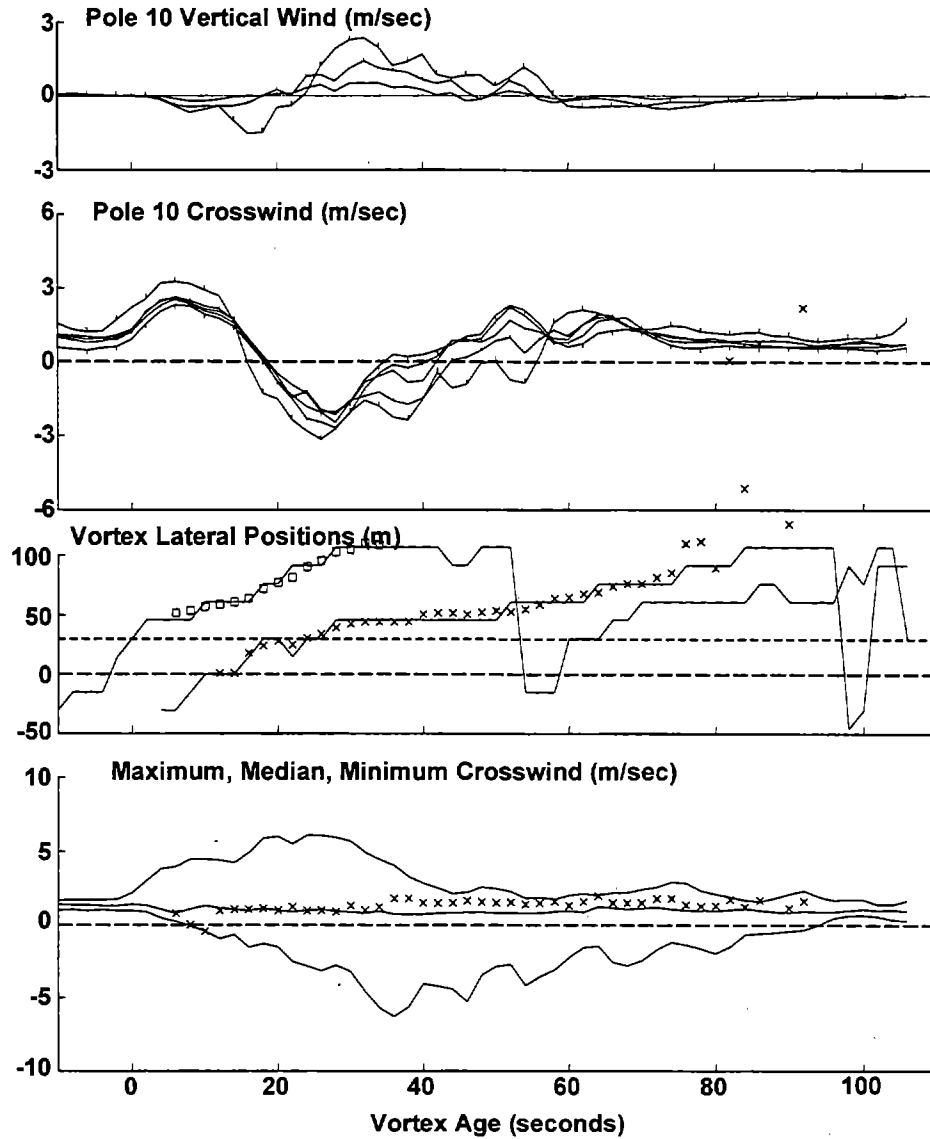 Pole 10 Vertical Wind (m/sec)
3
0
-3
Pole 10 Crosswind (m/sec)
6
3
0
-3
-6
Vortex Lateral Positions (m)
100
50
0
-50
Maximum, Median, Minimum Crosswind (m/sec)
10
5
0
-5
-10
0 20 40 60 80 100
Vortex Age (seconds)